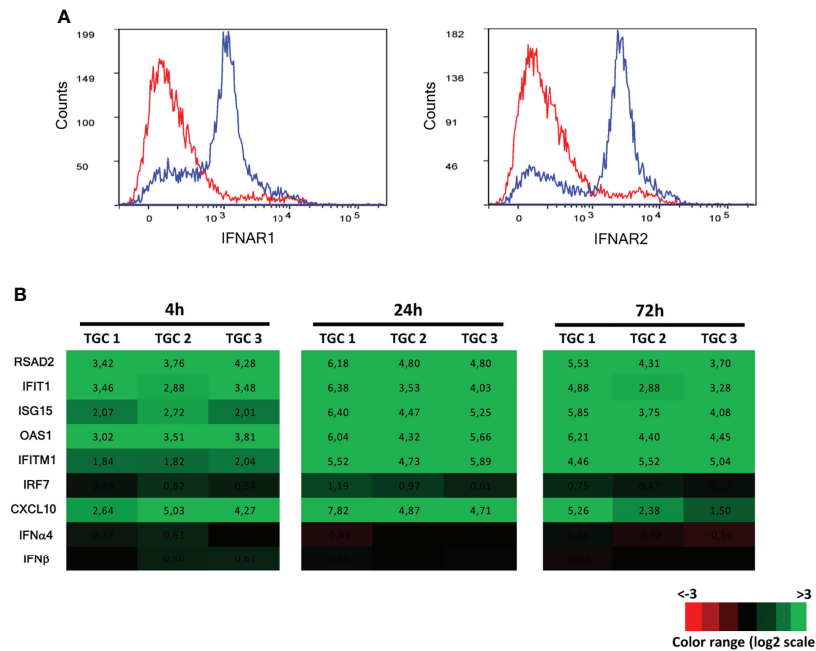 A
199
149
100
50
Counts
0 10³ 10⁴ 10⁵
IFNAR1
182
136
91
46
Counts
0 10³ 10⁴ 10⁵
IFNAR2
B
4h 24h 72h
TGC 1 TGC 2 TGC 3 TGC 1 TGC 2 TGC 3 TGC 1 TGC 2 TGC 3
RSAD2 3,42 3,76 4,28 6,18 4,80 4,80 5,53 4,31 3,70
IFIT1 3,46 2,88 3,48 6,38 3,53 4,03 4,88 2,88 3,28
ISG15 2,07 2,72 2,01 6,40 4,47 5,25 5,85 3,75 4,08
OAS1 3,02 3,51 3,81 6,04 4,32 5,66 6,21 4,40 4,45
IFITM1 1,84 1,82 2,04 5,52 4,73 5,89 4,46 5,52 5,04
IRF7 0,82 0,54 1,19 0,97 0,61 0,75 0,47
CXCL10 2,64 5,03 4,27 7,82 4,87 4,71 5,26 2,38 1,50
IFNα4 0,37 0,61 -0,56
IFNβ 0,56 0,61
<-3 >3
Color range (log2 scale)